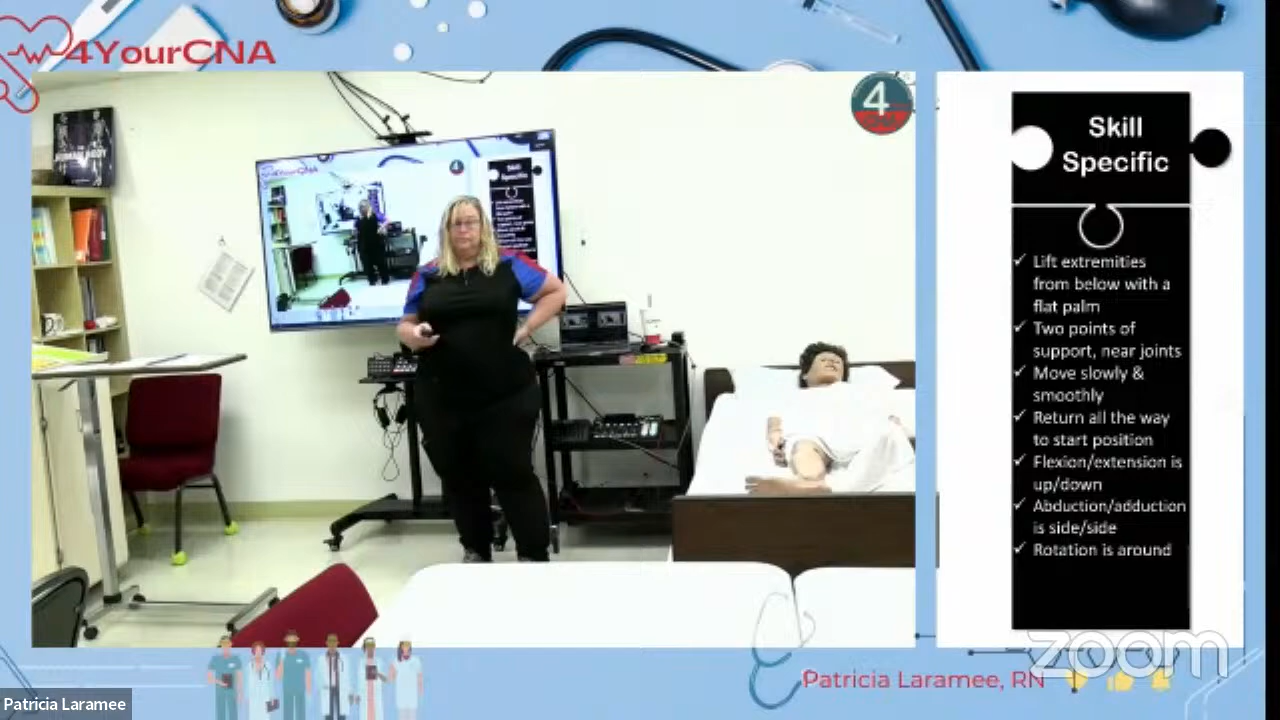 4YourCNA
4
CNA
Skill
Specific
✓ Lift extremities
from below with a
flat palm
✓ Two points of
support, near joints
✓ Move slowly &
smoothly
✓ Return all the way
to start position
✓ Flexion/extension is
up/down
✓ Abduction/adduction
is side/side
✓ Rotation is around
zoom
Patricia Laramee, RN
Patricia Laramee